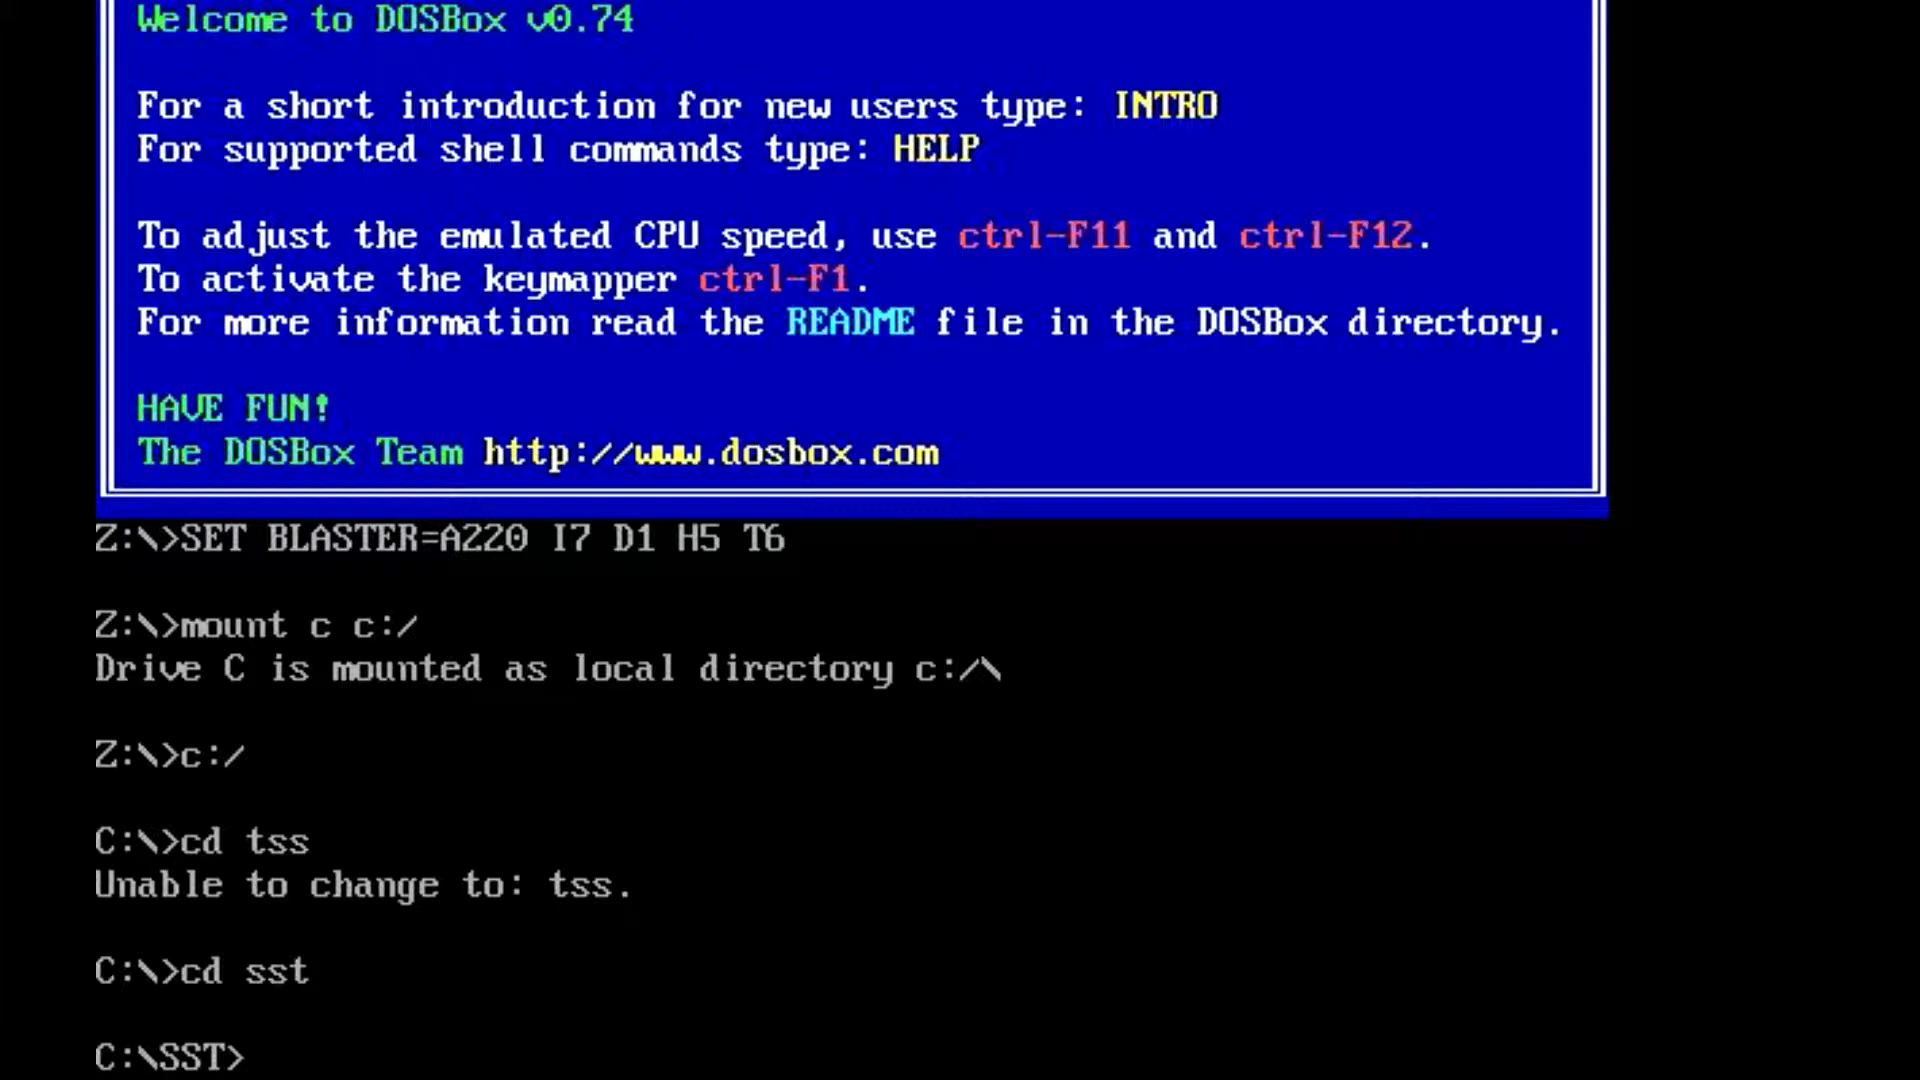 Welcome to DOSBox v0.74
For a short introduction for new users type: INTRO
For supported shell commands type: HELP
To adjust the emulated CPU speed, use ctrl-F11 and ctrl-F12.
To activate the keymapper ctrl-F1.
For more information read the README file in the DOSBox directory.
HAVE FUN!
The DOSBox Team http://www.dosbox.com
Z:\>SET BLASTER=A220 I7 D1 H5 T6
Z:\>mount c c:/
Drive C is mounted as local directory c:/\
Z:\>c:/
C:\>cd tss
Unable to change to: tss.
C:\>cd sst
C:\SST>